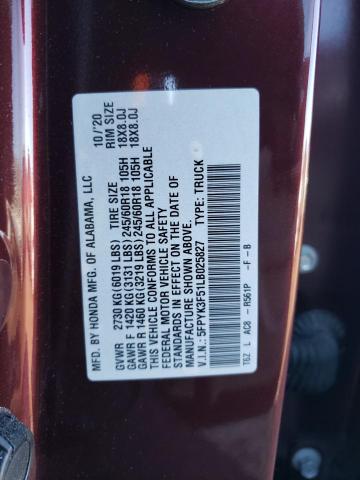 MFD. BY HONDA MFG. OF ALABAMA, LLC 10/'20
GVWR 2730 KG(6019 LBS) TIRE SIZE RIM SIZE
GAWR F 1420 KG(3131 LBS) 245/60R18 105H 18X8.0J
GAWR R 1460 KG(3219 LBS) 245/60R18 105H 18X8.0J
THIS VEHICLE CONFORMS TO ALL APPLICABLE
FEDERAL MOTOR VEHICLE SAFETY
STANDARDS IN EFFECT ON THE DATE OF
MANUFACTURE SHOWN ABOVE.
V.I.N.: 5FPYK3F51LB025827 TYPE: TRUCK
T6Z L AC8 - R561P -F-B